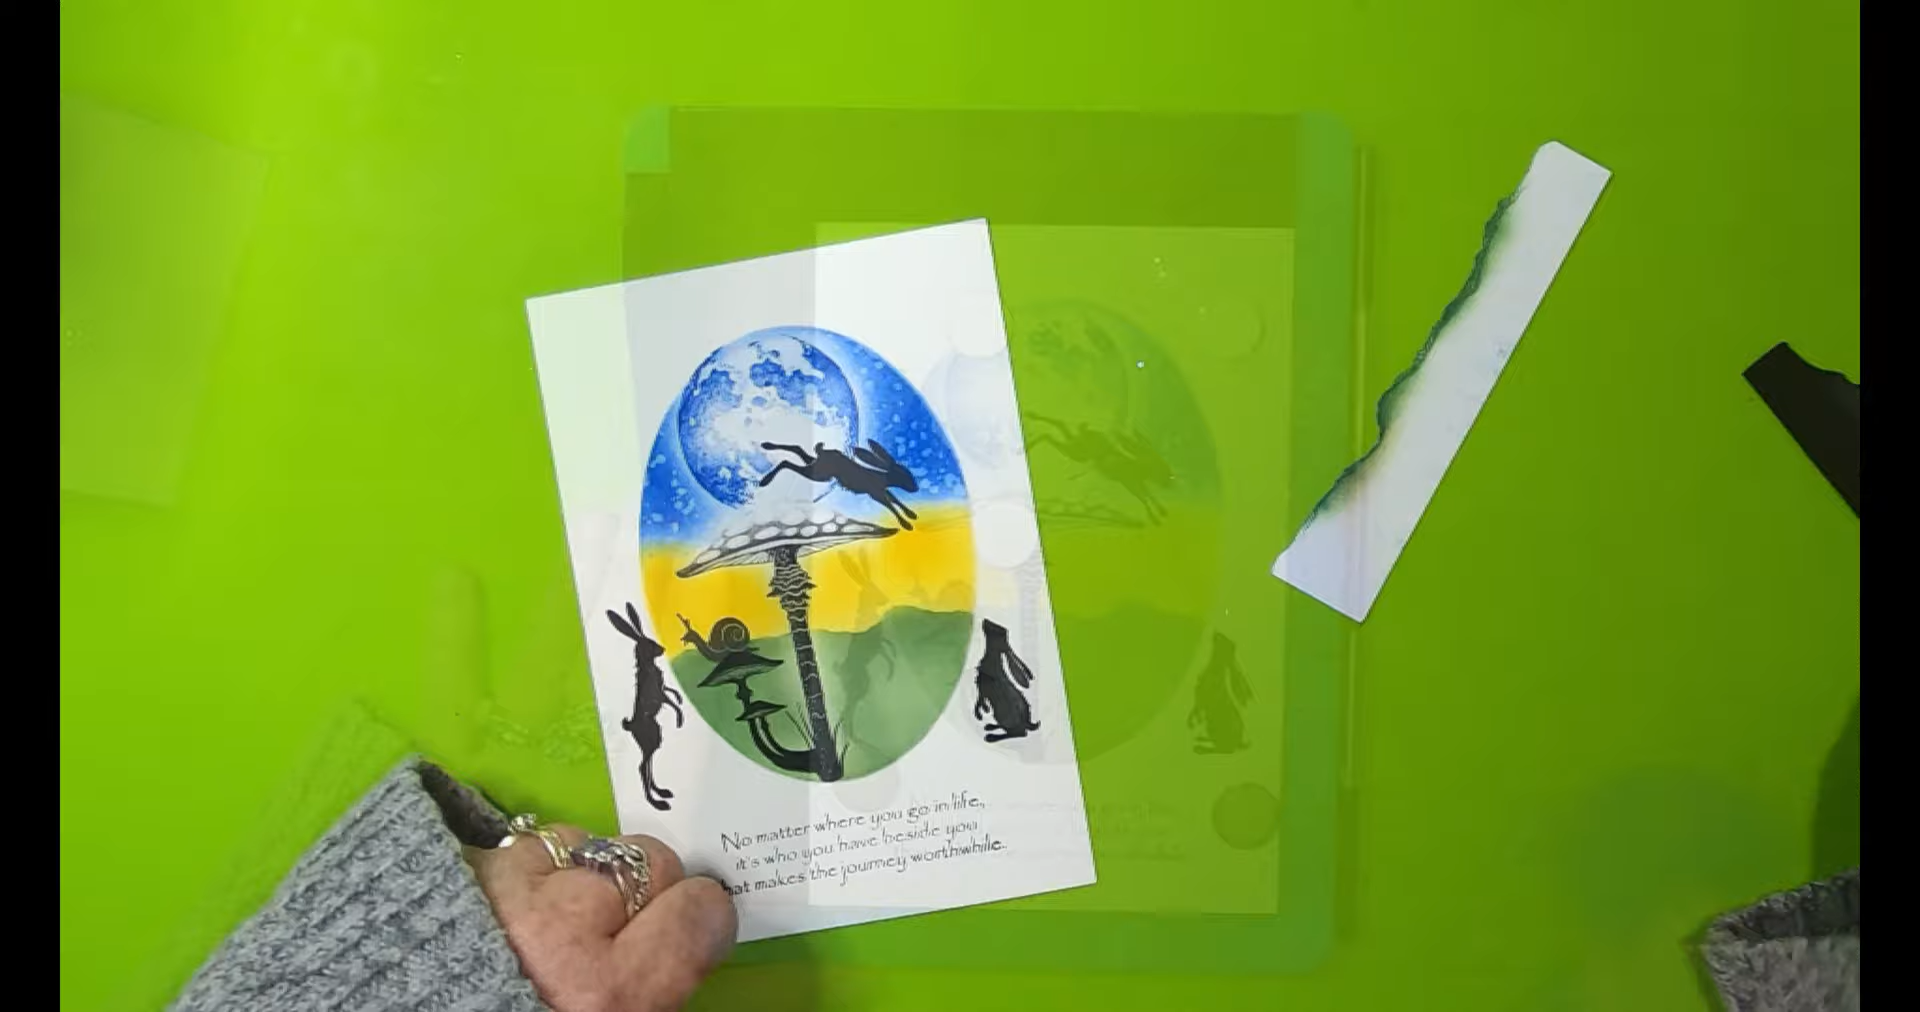 No matter where you go in life,
it's who you have beside you
hat makes the journey worthwhile.